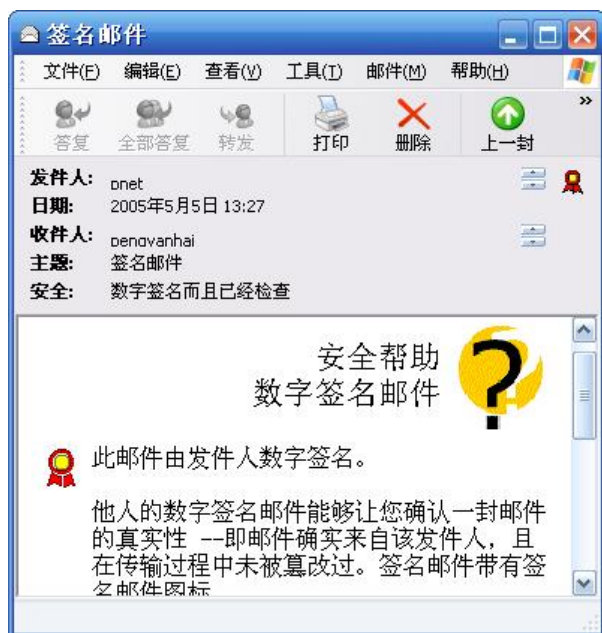 签名邮件
文件(F) 编辑(E) 查看(V) 工具(T) 邮件(M) 帮助(H)
答复 全部答复 转发 打印 删除 上一封 »
发件人: pnet
日期: 2005年5月5日 13:27
收件人: pengyanhai
主题: 签名邮件
安全: 数字签名而且已经检查
安全帮助
数字签名邮件
此邮件由发件人数字签名。
他人的数字签名邮件能够让您确认一封邮件
的真实性 --即邮件确实来自该发件人，且
在传输过程中未被篡改过。签名邮件带有签
名邮件图标